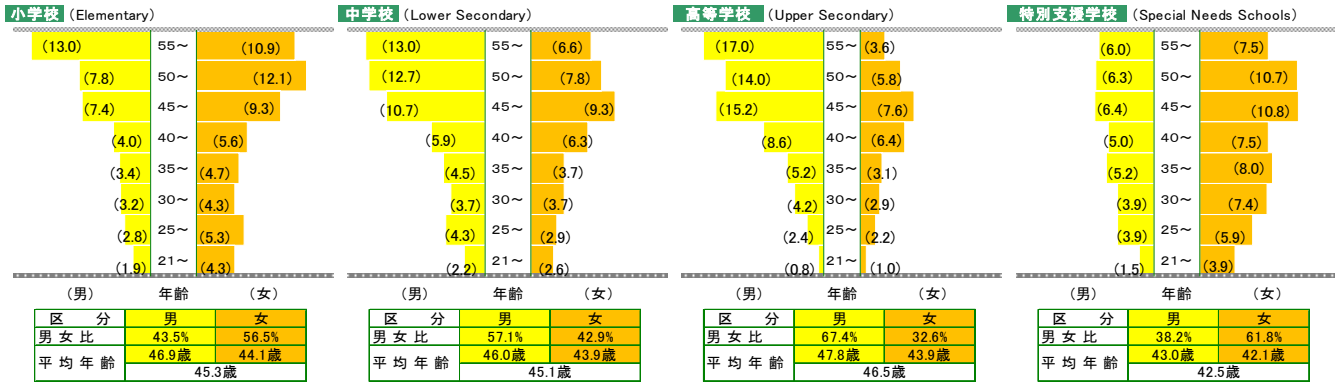 小学校 (Elementary)
(13.0) 55～ (10.9)
(7.8) 50～ (12.1)
(7.4) 45～ (9.3)
(4.0) 40～ (5.6)
(3.4) 35～ (4.7)
(3.2) 30～ (4.3)
(2.8) 25～ (5.3)
(1.9) 21～ (4.3)
(男) 年齢 (女)
区 分 男 女
男女比 43.5% 56.5%
平均年齢 46.9歳 44.1歳
45.3歳
中学校 (Lower Secondary)
(13.0) 55～ (6.6)
(12.7) 50～ (7.8)
(10.7) 45～ (9.3)
(5.9) 40～ (6.3)
(4.5) 35～ (3.7)
(3.7) 30～ (3.7)
(4.3) 25～ (2.9)
(2.2) 21～ (2.6)
(男) 年齢 (女)
区 分 男 女
男女比 57.1% 42.9%
平均年齢 46.0歳 43.9歳
45.1歳
高等学校 (Upper Secondary)
(17.0) 55～ (3.6)
(14.0) 50～ (5.8)
(15.2) 45～ (7.6)
(8.6) 40～ (6.4)
(5.2) 35～ (3.1)
(4.2) 30～ (2.9)
(2.4) 25～ (2.2)
(0.8) 21～ (1.0)
(男) 年齢 (女)
区 分 男 女
男女比 67.4% 32.6%
平均年齢 47.8歳 43.9歳
46.5歳
特別支援学校 (Special Needs Schools)
(6.0) 55～ (7.5)
(6.3) 50～ (10.7)
(6.4) 45～ (10.8)
(5.0) 40～ (7.5)
(5.2) 35～ (8.0)
(3.9) 30～ (7.4)
(3.9) 25～ (5.9)
(1.5) 21～ (3.9)
(男) 年齢 (女)
区 分 男 女
男女比 38.2% 61.8%
平均年齢 43.0歳 42.1歳
42.5歳